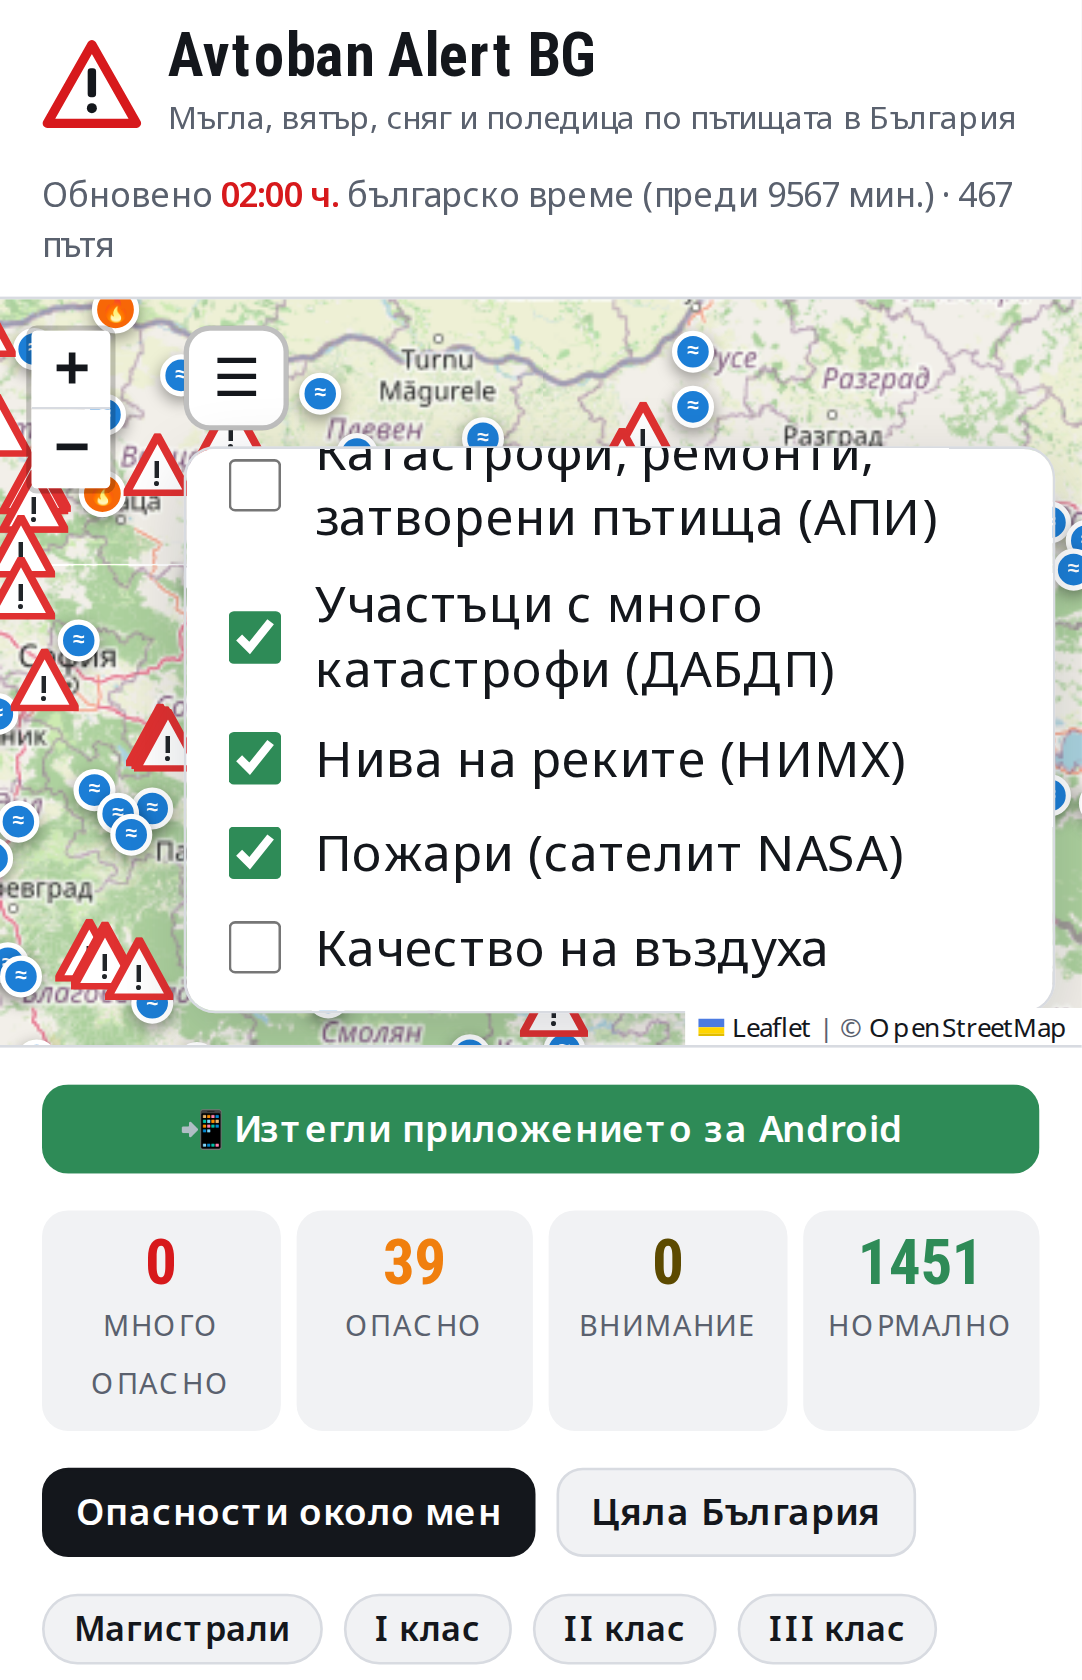 Avtoban Alert BG
Мъгла, вятър, сняг и поледица по пътищата в България
Обновено 02:00 ч. българско време (преди 9567 мин.) · 467
пътя
+
−
☰
Turnu
Măgurele
Плевен
Разград
Разград
Катастрофи, ремонти,
затворени пътища (АПИ)
Участъци с много
катастрофи (ДАБДП)
Нива на реките (НИМХ)
Пожари (сателит NASA)
Качество на въздуха
Смолян
Leaflet | © OpenStreetMap
Изтегли приложението за Android
0
МНОГО
ОПАСНО
39
ОПАСНО
0
ВНИМАНИЕ
1451
НОРМАЛНО
Опасности около мен
Цяла България
Магистрали
I клас
II клас
III клас